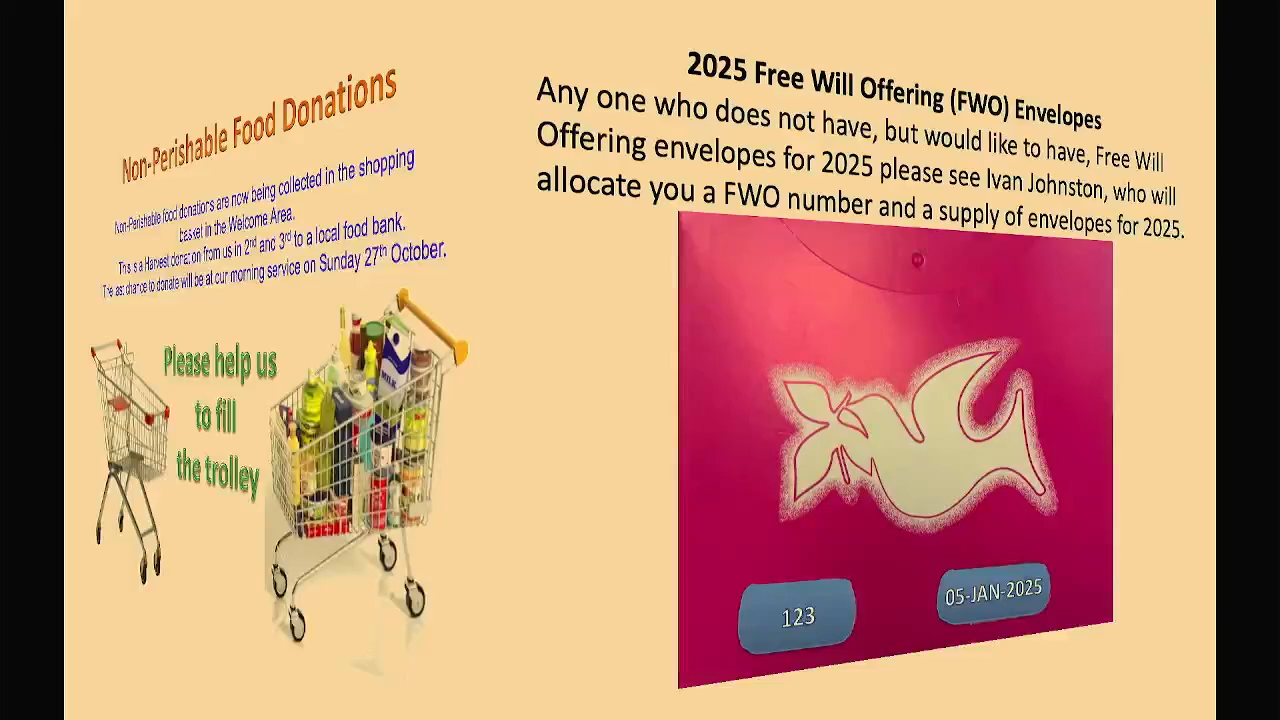 Non-Perishable Food Donations
Non-Perishable food donations are now being collected in the shopping
basket in the Welcome Area.
This is a Harvest donation from us in 2nd and 3rd to a local food bank.
The last chance to donate will be at our morning service on Sunday 27th October.
Please help us
to fill
the trolley
MILK
2025 Free Will Offering (FWO) Envelopes
Any one who does not have, but would like to have, Free Will
Offering envelopes for 2025 please see Ivan Johnston, who will
allocate you a FWO number and a supply of envelopes for 2025.
123
05-JAN-2025